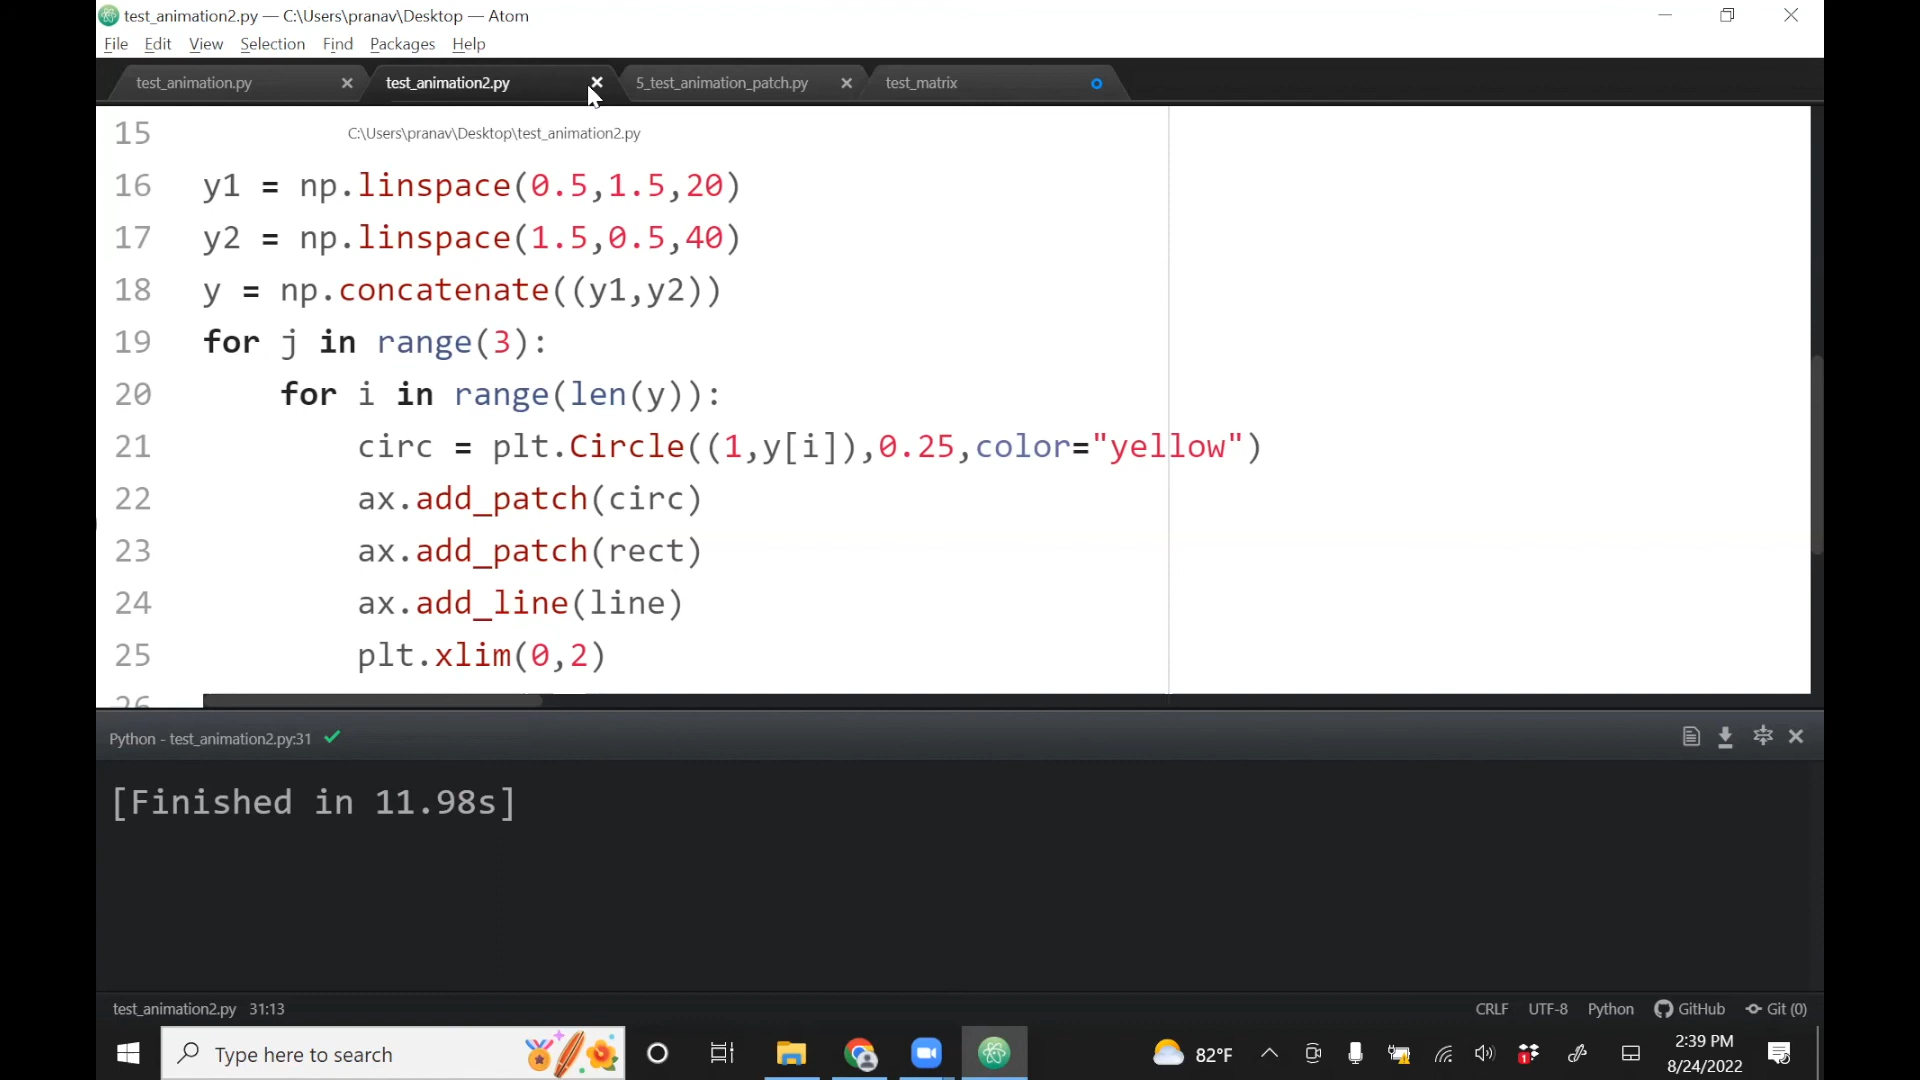 test_animation2.py — C:\Users\pranav\Desktop — Atom
File Edit View Selection Find Packages Help
test_animation.py test_animation2.py 5_test_animation_patch.py test_matrix
15 C:\Users\pranav\Desktop\test_animation2.py
16 y1 = np.linspace(0.5,1.5,20)
17 y2 = np.linspace(1.5,0.5,40)
18 y = np.concatenate((y1,y2))
19 for j in range(3):
20 for i in range(len(y)):
21 circ = plt.Circle((1,y[i]),0.25,color="yellow")
22 ax.add_patch(circ)
23 ax.add_patch(rect)
24 ax.add_line(line)
25 plt.xlim(0,2)
26
Python - test_animation2.py:31
[Finished in 11.98s]
test_animation2.py 31:13 CRLF UTF-8 Python GitHub Git (0)
Type here to search 82°F 1 2:39 PM
8/24/2022